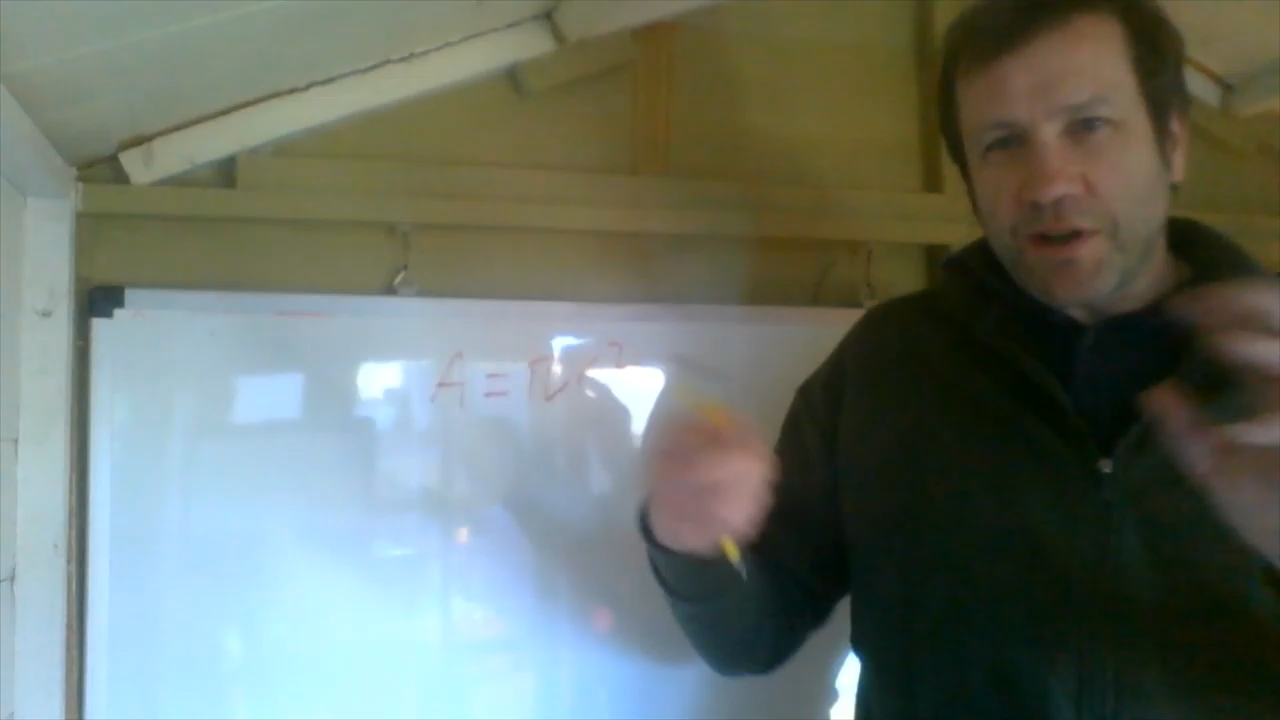 A = πr²